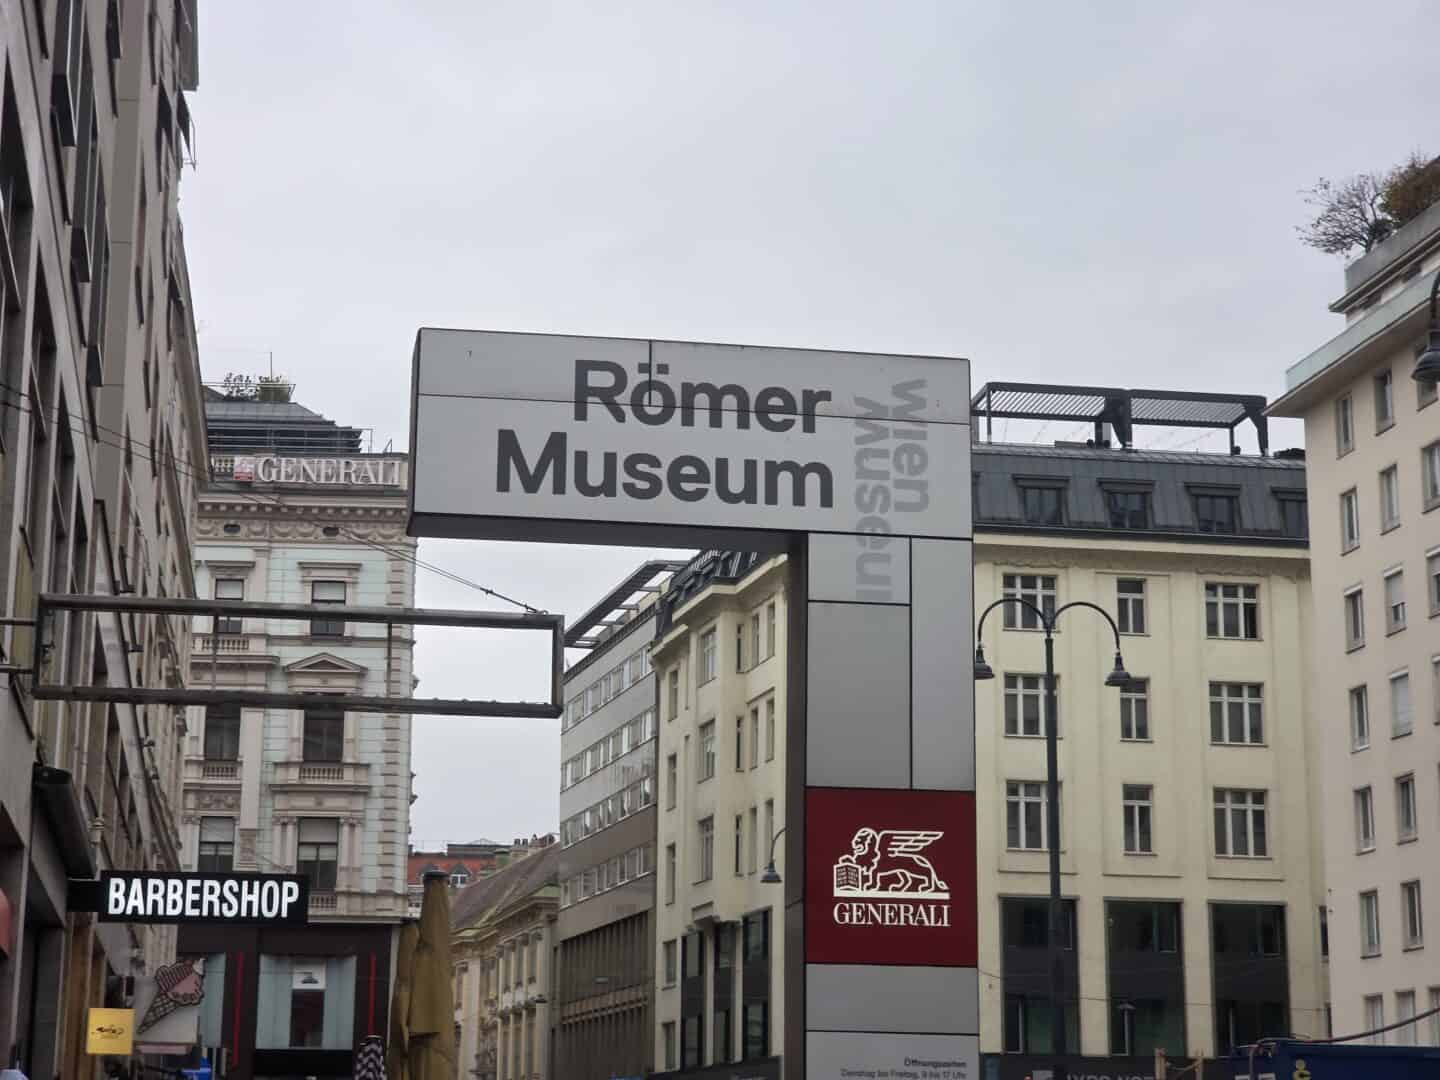 Römer
Museum
wien
museum
GENERALI
BARBERSHOP
GENERALI
Öffnungszeiten
Dienstag bis Freitag, 9 bis 17 Uhr